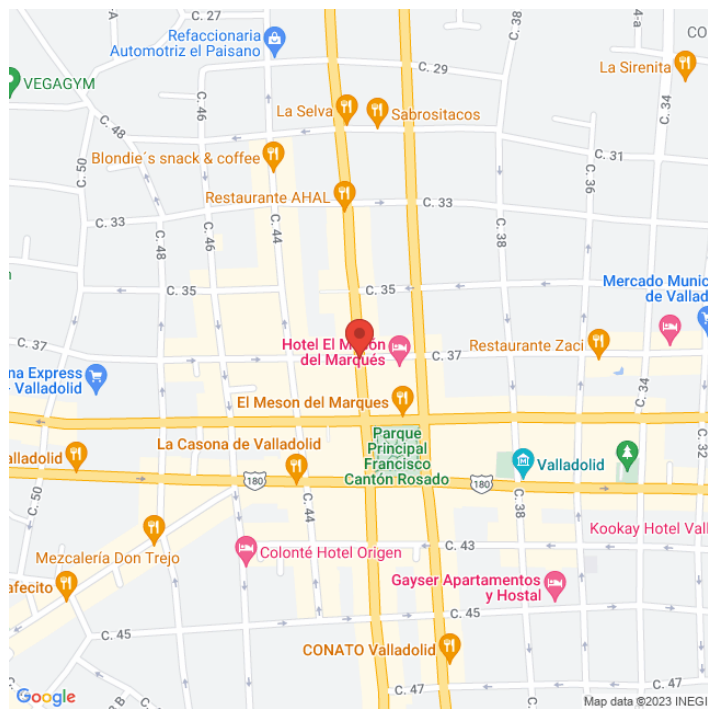 C. 27
-A
Refaccionaria
Automotriz el Paisano
C. 38
CO
-a
La Sirenita
C. 29
C. 46
VEGAGYM
C. 34
La Selva
Sabrositacos
C. 48
C. 31
Blondie´s snack & coffee
C. 50
C. 36
Restaurante AHAL
C. 33
C. 33
C. 46
C. 44
C. 38
C. 48
n
C. 35
C. 35
Mercado Munic
de Vallad
C. 37
Hotel El Mesón
del Marqués
C. 37
Restaurante Zaci
na Express
- Valladolid
C. 34
El Meson del Marques
Parque
Principal
Francisco
Cantón Rosado
alladolid
La Casona de Valladolid
Valladolid
C. 32
180
180
C. 50
C. 44
C. 38
Kookay Hotel Vall
Mezcalería Don Trejo
Colonté Hotel Origen
C. 43
afecito
Gayser Apartamentos
y Hostal
C. 45
C. 45
CONATO Valladolid
C. 47
C. 47
B
Google
Map data ©2023 INEGI